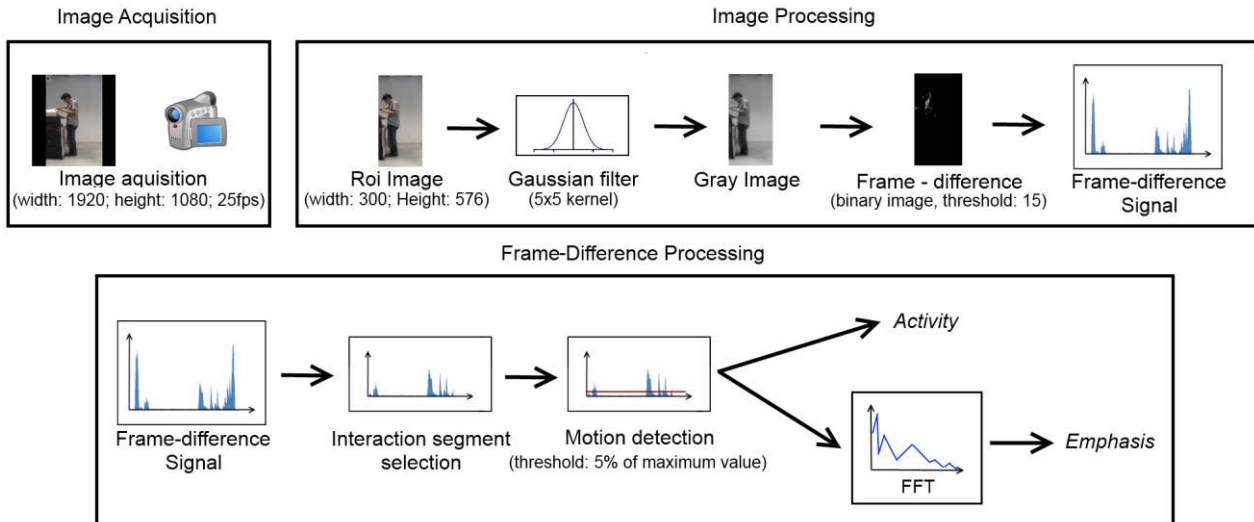 Image Acquisition
Image Processing
Image aquisition
(width: 1920; height: 1080; 25fps)
Roi Image
(width: 300; Height: 576)
Gaussian filter
(5x5 kernel)
Gray Image
Frame - difference
(binary image, threshold: 15)
Frame-difference
Signal
Frame-Difference Processing
Frame-difference
Signal
Interaction segment
selection
Motion detection
(threshold: 5% of maximum value)
Activity
FFT
Emphasis